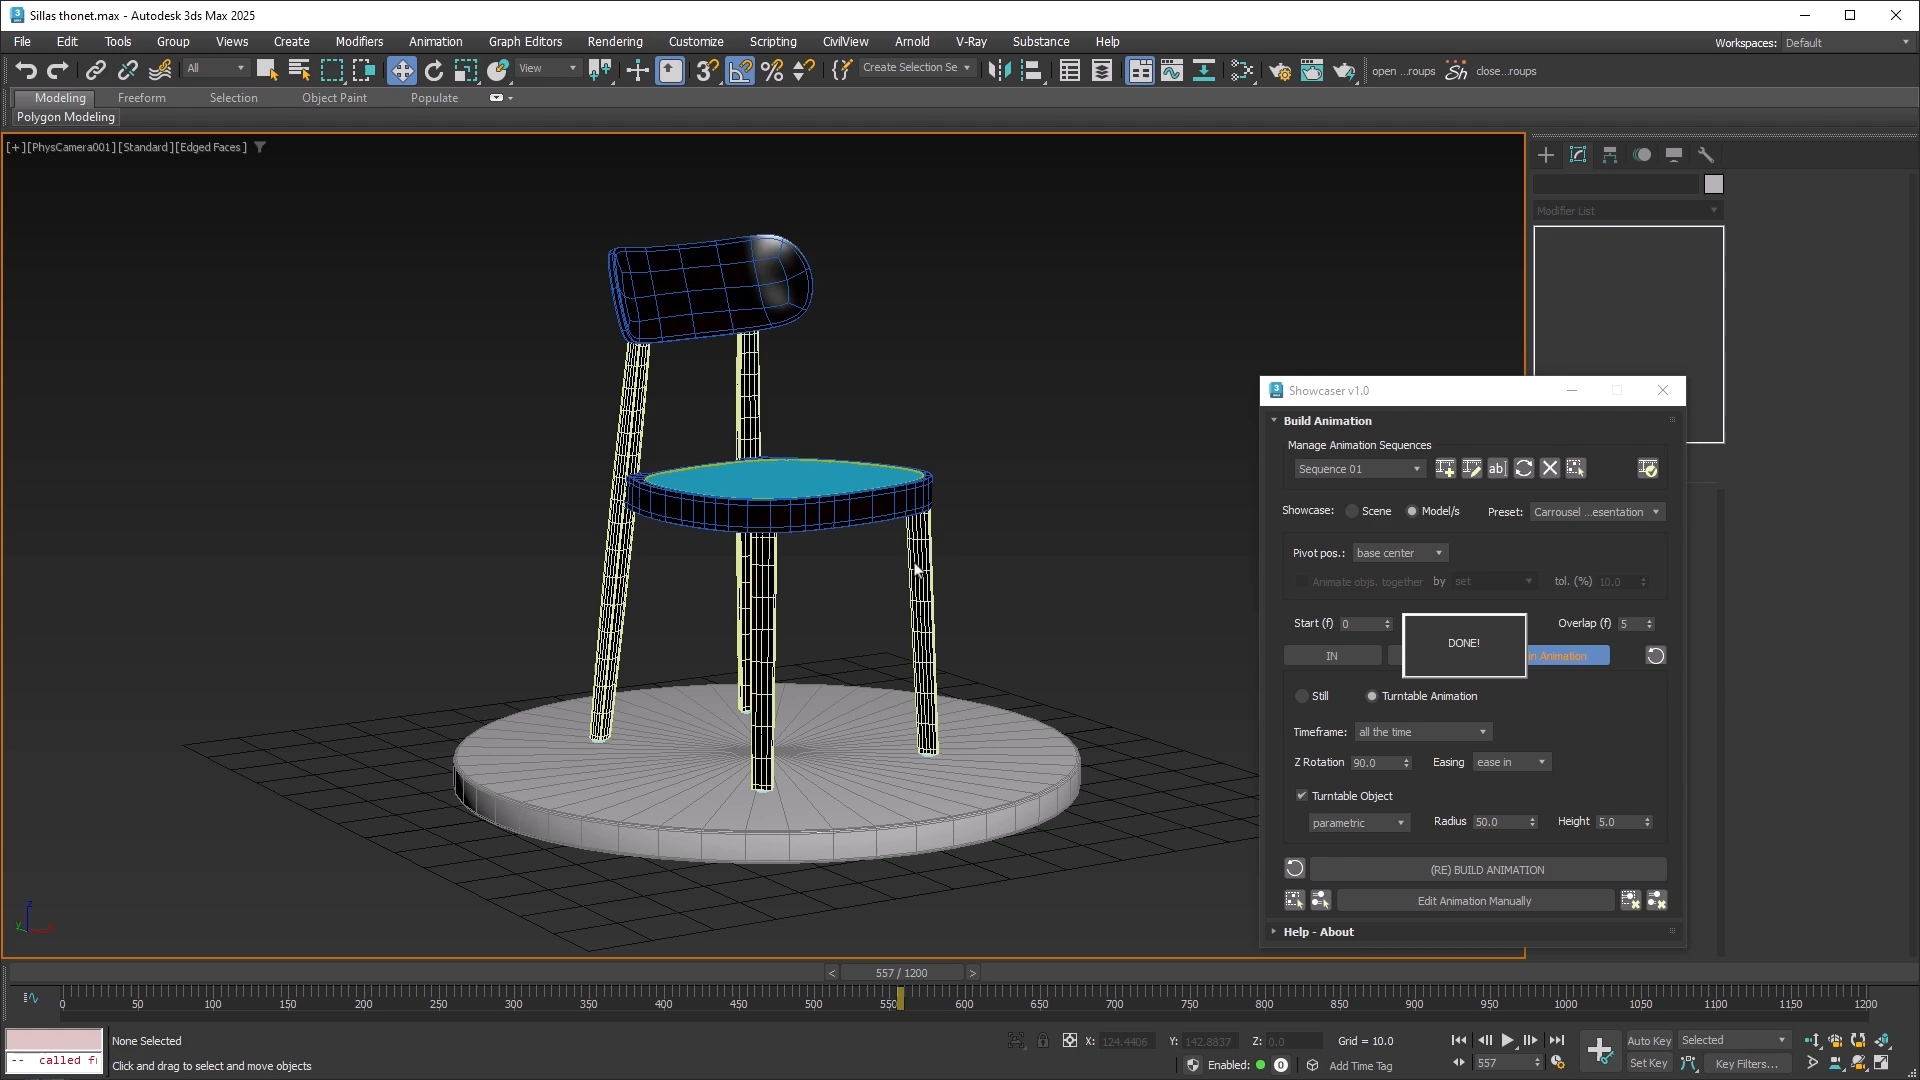 Sillas thonet.max - Autodesk 3ds Max 2025
File Edit Tools Group Views Create Modifiers Animation Graph Editors Rendering Customize Scripting CivilView Arnold V-Ray Substance Help
Workspaces: Default
All View Create Selection Se open ...roups Sh close...roups
Modeling Freeform Selection Object Paint Populate
Polygon Modeling
[+] [PhysCamera001] [Standard] [Edged Faces]
Modifier List
Showcaser v1.0
Build Animation
Manage Animation Sequences
Sequence 01
Showcase: Scene Model/s Preset: Carrousel ...esentation
Pivot pos.: base center
Animate objs. together by set tol. (%) 10.0
Start (f) 0 Overlap (f) 5
DONE!
IN in Animation
Still Turntable Animation
Timeframe: all the time
Z Rotation 90.0 Easing ease in
Turntable Object
parametric Radius 50.0 Height 5.0
(RE) BUILD ANIMATION
Edit Animation Manually
Help - About
z
y
< 557 / 1200 >
0 50 100 150 200 250 300 350 400 450 500 550 600 650 700 750 800 850 900 950 1000 1050 1100 1150 1200
None Selected
X: 124.4406 Y: 142.8837 Z: 0.0 Grid = 10.0
Auto Key Selected
-- called f
Click and drag to select and move objects
Enabled: 0 Add Time Tag
557
Set Key Key Filters...